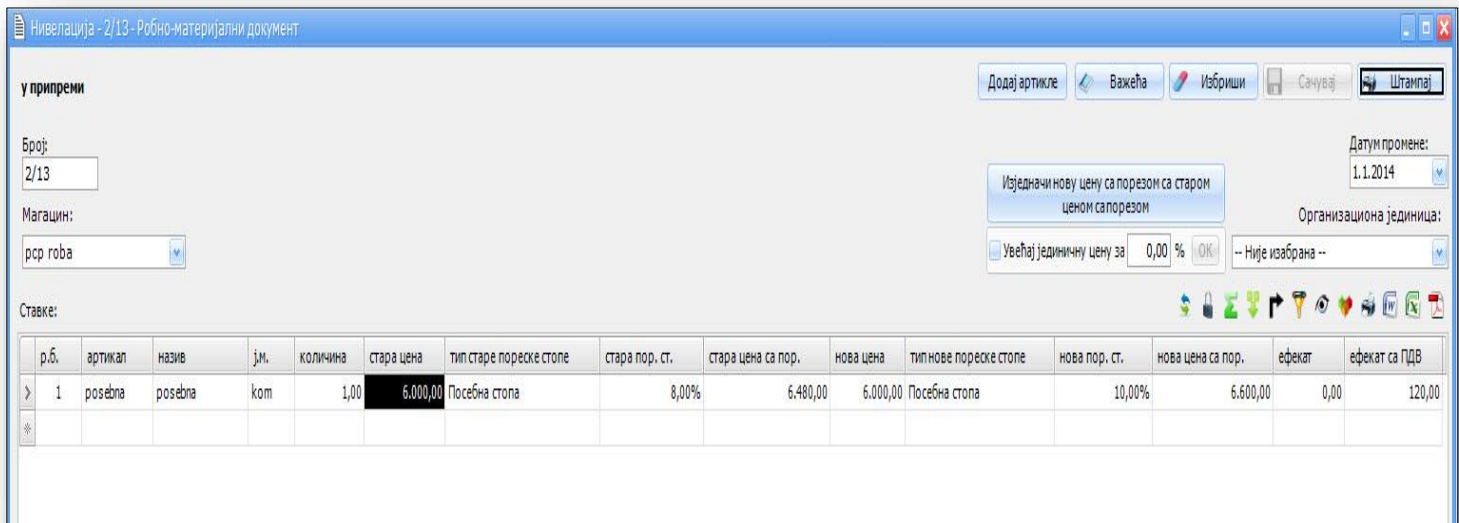 Нивелација - 2/13 - Робно-материјални документ
у припреми
Додај артикле Важећа Избриши Сачувај Штампај
Број:
2/13
Датум промене:
1.1.2014
Изједначи нову цену са порезом са старом
ценом са порезом
Магацин:
Организациона јединица:
pcp roba
Увећај јединичну цену за 0,00 % OK
-- Није изабрана --
Ставке:
р.б. артикал назив ј.м. количина стара цена тип старе пореске стопе стара пор. ст. стара цена са пор. нова цена тип нове пореске стопе нова пор. ст. нова цена са пор. ефекат ефекат са ПДВ
1 posebna posebna kom 1,00 6.000,00 Посебна стопа 8,00% 6.480,00 6.000,00 Посебна стопа 10,00% 6.600,00 0,00 120,00